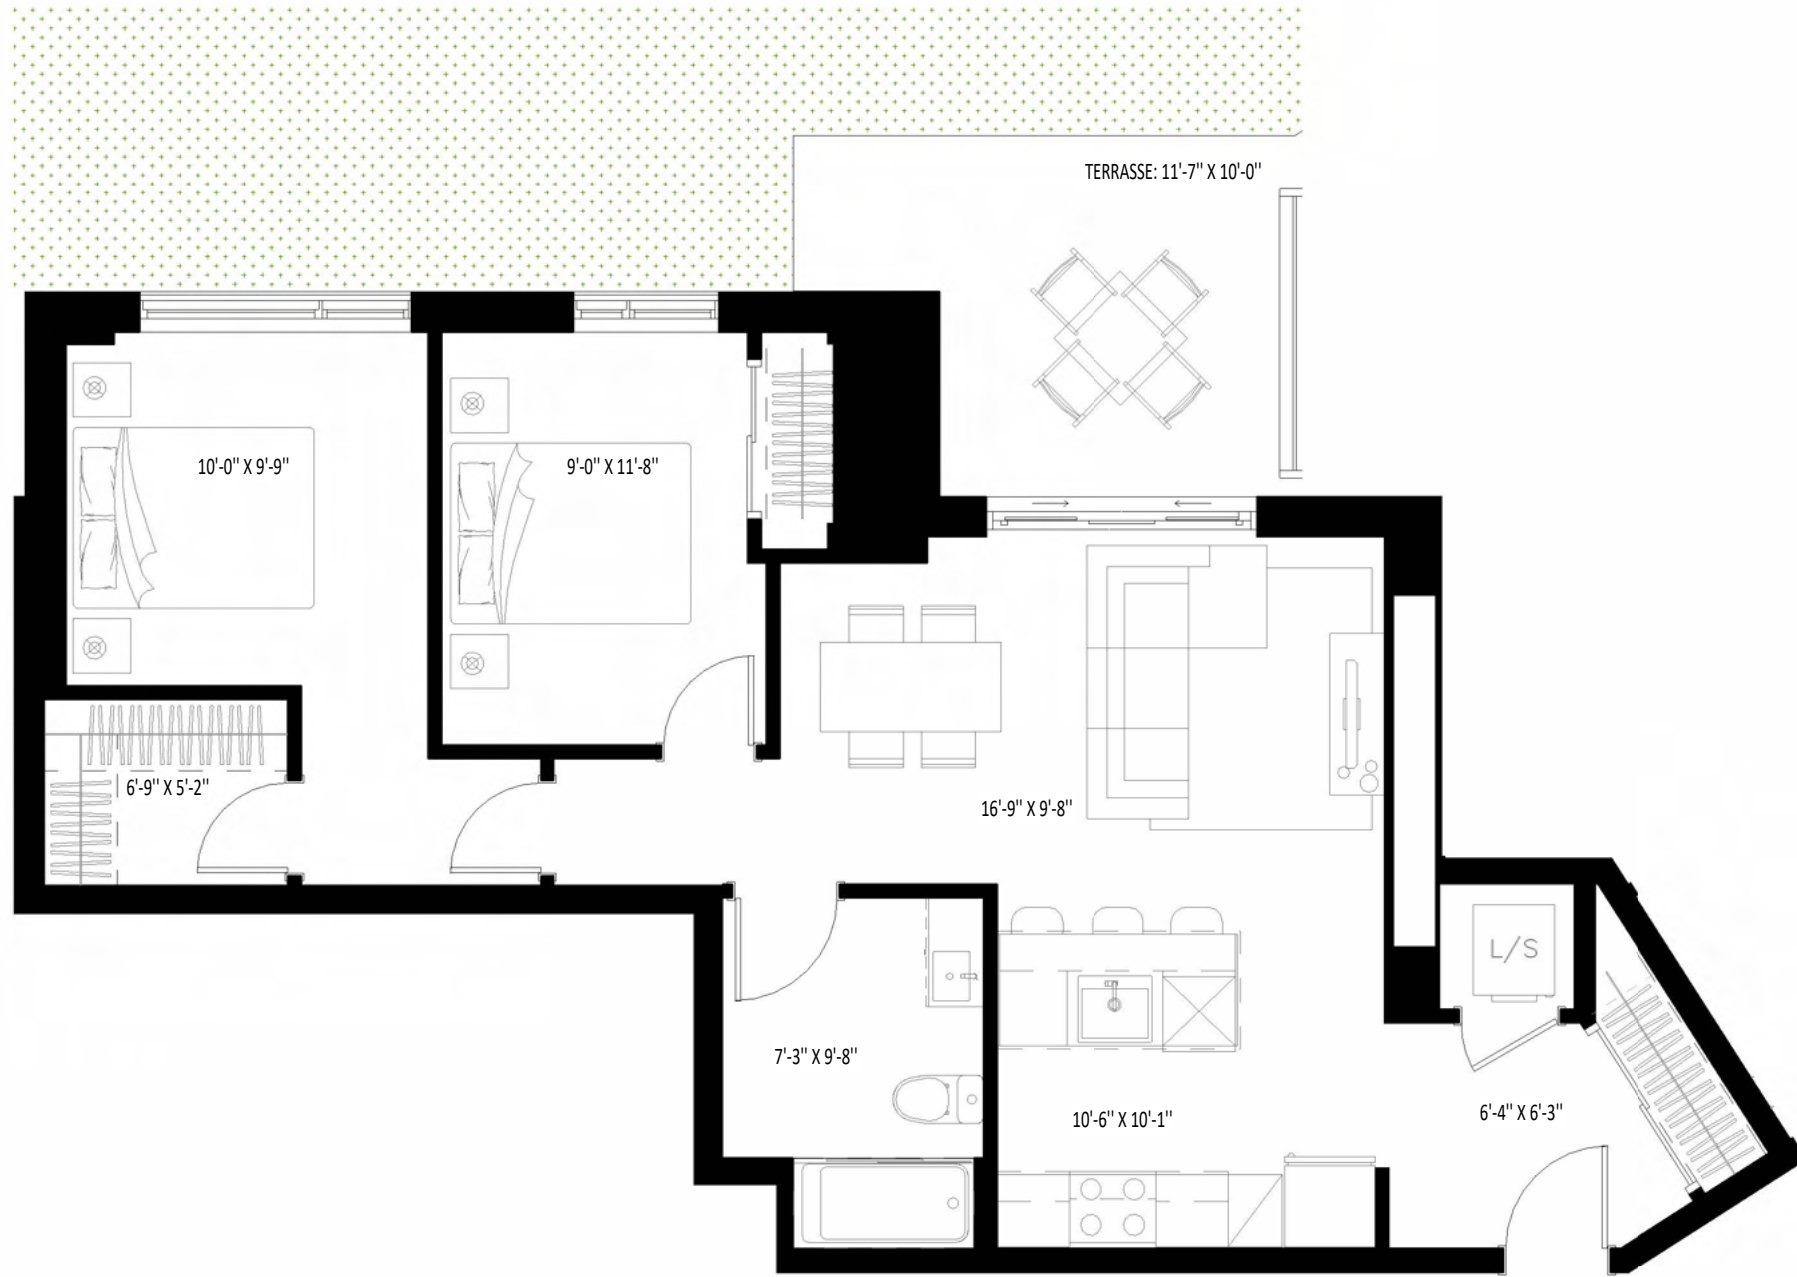 TERRASSE: 11'-7" X 10'-0"
10'-0" X 9'-9"
9'-0" X 11'-8"
6'-9" X 5'-2"
16'-9" X 9'-8"
L/S
7'-3" X 9'-8"
10'-6" X 10'-1"
6'-4" X 6'-3"